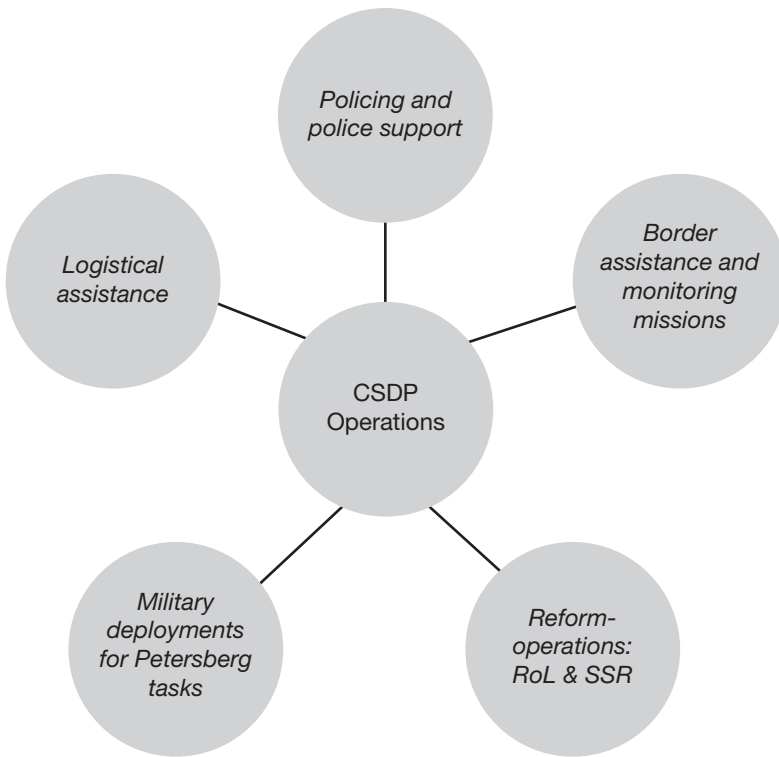 Policing and
police support
Logistical
assistance
Border
assistance and
monitoring
missions
CSDP
Operations
Military
deployments
for Petersberg
tasks
Reform-
operations:
RoL & SSR